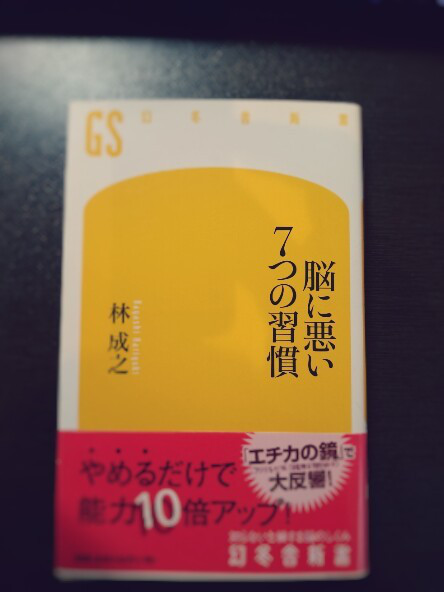 GS 幻冬舎新書
脳に悪い
7つの習慣
林 成之
「エチカの鏡」で
大反響!
やめるだけで
能力10倍アップ!
幻冬舎新書